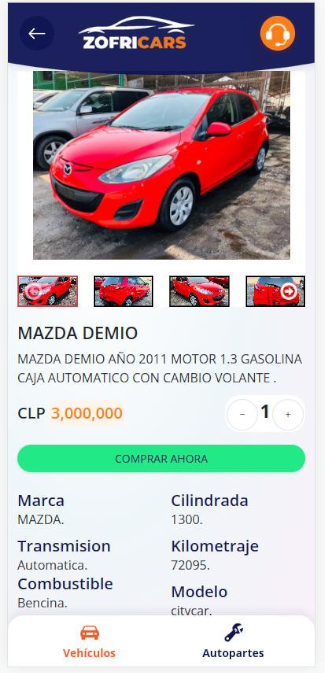 ZOFRICARS
MAZDA DEMIO
MAZDA DEMIO AÑO 2011 MOTOR 1.3 GASOLINA
CAJA AUTOMATICO CON CAMBIO VOLANTE .
CLP 3,000,000
- 1 +
COMPRAR AHORA
Marca
MAZDA.
Cilindrada
1300.
Transmision
Automatica.
Kilometraje
72095.
Combustible
Bencina.
Modelo
citycar.
Vehículos
Autopartes